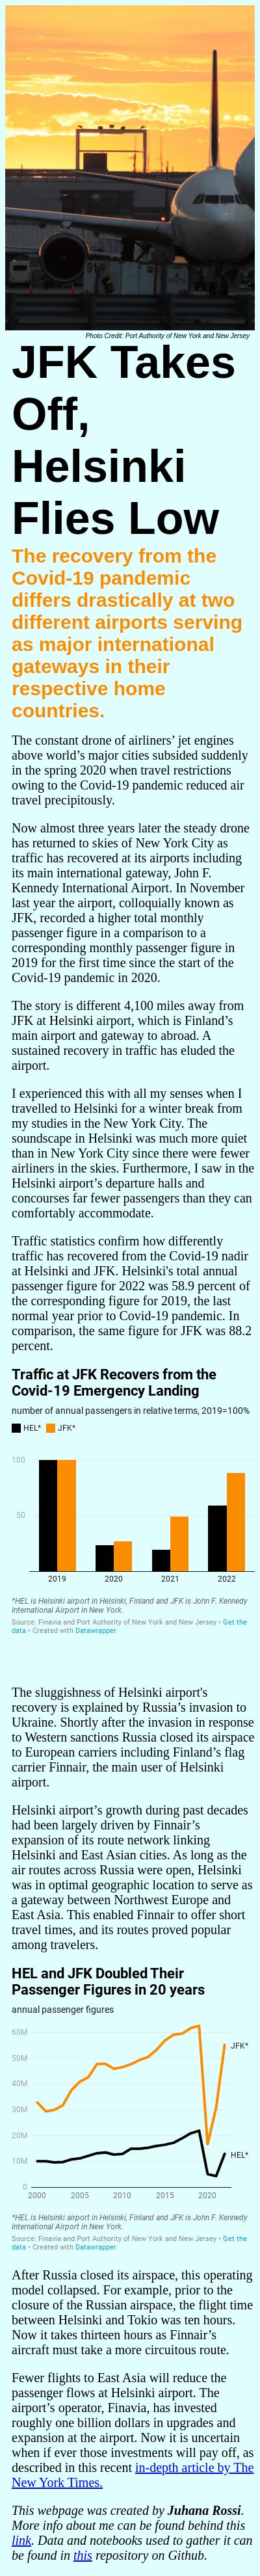 91
Photo Credit: Port Authority of New York and New Jersey
JFK Takes
Off,
Helsinki
Flies Low
The recovery from the
Covid-19 pandemic
differs drastically at two
different airports serving
as major international
gateways in their
respective home
countries.
The constant drone of airliners’ jet engines
above world’s major cities subsided suddenly
in the spring 2020 when travel restrictions
owing to the Covid-19 pandemic reduced air
travel precipitously.
Now almost three years later the steady drone
has returned to skies of New York City as
traffic has recovered at its airports including
its main international gateway, John F.
Kennedy International Airport. In November
last year the airport, colloquially known as
JFK, recorded a higher total monthly
passenger figure in a comparison to a
corresponding monthly passenger figure in
2019 for the first time since the start of the
Covid-19 pandemic in 2020.
The story is different 4,100 miles away from
JFK at Helsinki airport, which is Finland’s
main airport and gateway to abroad. A
sustained recovery in traffic has eluded the
airport.
I experienced this with all my senses when I
travelled to Helsinki for a winter break from
my studies in the New York City. The
soundscape in Helsinki was much more quiet
than in New York City since there were fewer
airliners in the skies. Furthermore, I saw in the
Helsinki airport’s departure halls and
concourses far fewer passengers than they can
comfortably accommodate.
Traffic statistics confirm how differently
traffic has recovered from the Covid-19 nadir
at Helsinki and JFK. Helsinki's total annual
passenger figure for 2022 was 58.9 percent of
the corresponding figure for 2019, the last
normal year prior to Covid-19 pandemic. In
comparison, the same figure for JFK was 88.2
percent.
Traffic at JFK Recovers from the
Covid-19 Emergency Landing
number of annual passengers in relative terms, 2019=100%
HEL* JFK*
100
50
2019 2020 2021 2022
*HEL is Helsinki airport in Helsinki, Finland and JFK is John F. Kennedy
International Airport in New York.
Source: Finavia and Port Authority of New York and New Jersey • Get the
data • Created with Datawrapper
The sluggishness of Helsinki airport's
recovery is explained by Russia’s invasion to
Ukraine. Shortly after the invasion in response
to Western sanctions Russia closed its airspace
to European carriers including Finland’s flag
carrier Finnair, the main user of Helsinki
airport.
Helsinki airport’s growth during past decades
had been largely driven by Finnair’s
expansion of its route network linking
Helsinki and East Asian cities. As long as the
air routes across Russia were open, Helsinki
was in optimal geographic location to serve as
a gateway between Northwest Europe and
East Asia. This enabled Finnair to offer short
travel times, and its routes proved popular
among travelers.
HEL and JFK Doubled Their
Passenger Figures in 20 years
annual passenger figures
60M
JFK*
50M
40M
30M
20M
HEL*
10M
0
2000 2005 2010 2015 2020
*HEL is Helsinki airport in Helsinki, Finland and JFK is John F. Kennedy
International Airport in New York.
Source: Finavia and Port Authority of New York and New Jersey • Get the
data • Created with Datawrapper
After Russia closed its airspace, this operating
model collapsed. For example, prior to the
closure of the Russian airspace, the flight time
between Helsinki and Tokio was ten hours.
Now it takes thirteen hours as Finnair’s
aircraft must take a more circuitous route.
Fewer flights to East Asia will reduce the
passenger flows at Helsinki airport. The
airport’s operator, Finavia, has invested
roughly one billion dollars in upgrades and
expansion at the airport. Now it is uncertain
when if ever those investments will pay off, as
described in this recent in-depth article by The
New York Times.
This webpage was created by Juhana Rossi.
More info about me can be found behind this
link. Data and notebooks used to gather it can
be found in this repository on Github.